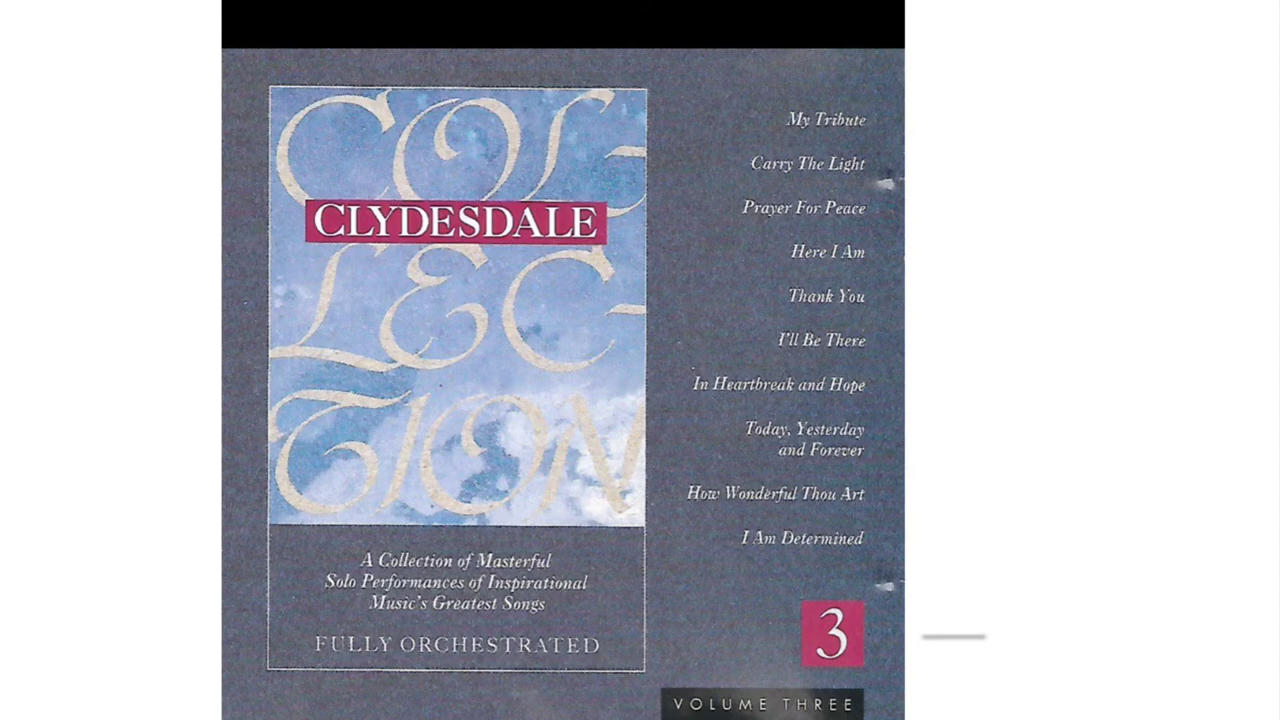 COL-
CLYDESDALE
LEC-
TION
A Collection of Masterful
Solo Performances of Inspirational
Music's Greatest Songs
FULLY ORCHESTRATED
My Tribute
Carry The Light
Prayer For Peace
Here I Am
Thank You
I'll Be There
In Heartbreak and Hope
Today, Yesterday
and Forever
How Wonderful Thou Art
I Am Determined
3
VOLUME THREE